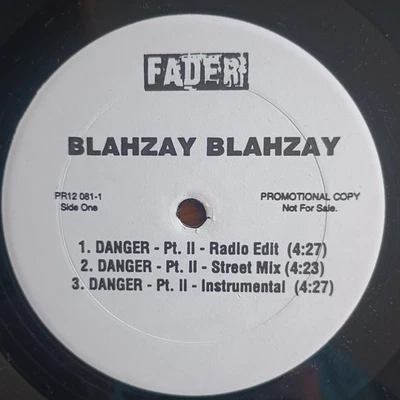 FADER
BLAHZAY BLAHZAY
PR12 081-1
Side One
PROMOTIONAL COPY
Not For Sale.
1. DANGER - Pt. II - Radio Edit (4:27)
2. DANGER - Pt. II - Street Mix (4:23)
3. DANGER - Pt. II - Instrumental (4:27)